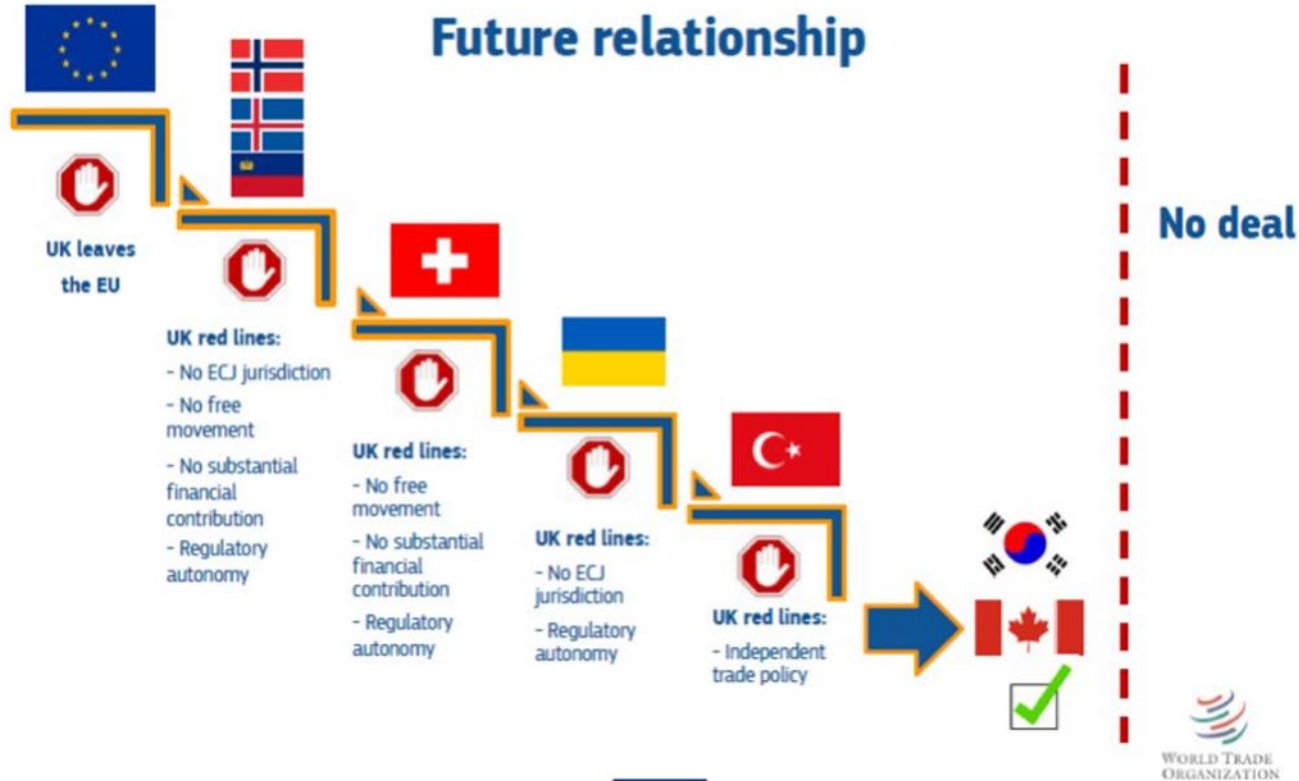 Future relationship
UK leaves
the EU
UK red lines:
- No ECJ jurisdiction
- No free
movement
- No substantial
financial
contribution
- Regulatory
autonomy
UK red lines:
- No free
movement
- No substantial
financial
contribution
- Regulatory
autonomy
UK red lines:
- No ECJ
jurisdiction
- Regulatory
autonomy
UK red lines:
- Independent
trade policy
No deal
WORLD TRADE
ORGANIZATION